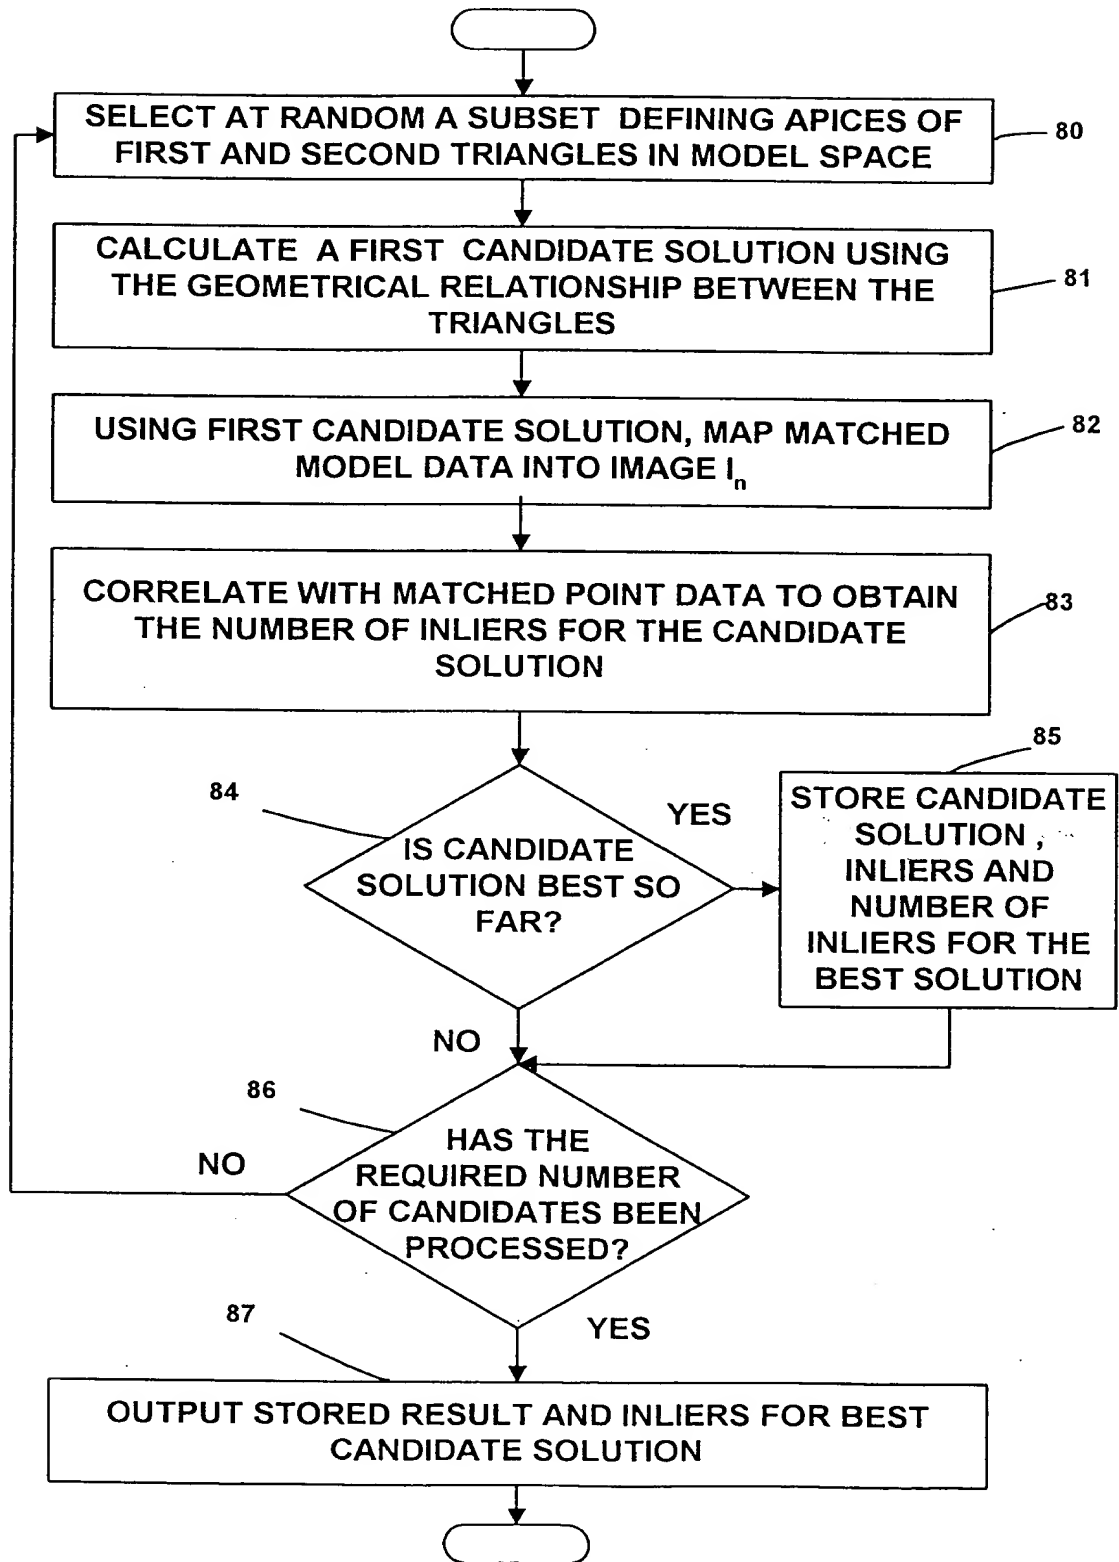 SELECT AT RANDOM A SUBSET DEFINING APICES OF
FIRST AND SECOND TRIANGLES IN MODEL SPACE
80
CALCULATE A FIRST CANDIDATE SOLUTION USING
THE GEOMETRICAL RELATIONSHIP BETWEEN THE
TRIANGLES
81
USING FIRST CANDIDATE SOLUTION, MAP MATCHED
MODEL DATA INTO IMAGE In
82
CORRELATE WITH MATCHED POINT DATA TO OBTAIN
THE NUMBER OF INLIERS FOR THE CANDIDATE
SOLUTION
83
84
IS CANDIDATE
SOLUTION BEST SO
FAR?
YES
85
STORE CANDIDATE
SOLUTION ,
INLIERS AND
NUMBER OF
INLIERS FOR THE
BEST SOLUTION
NO
86
HAS THE
REQUIRED NUMBER
OF CANDIDATES BEEN
PROCESSED?
NO
YES
87
OUTPUT STORED RESULT AND INLIERS FOR BEST
CANDIDATE SOLUTION